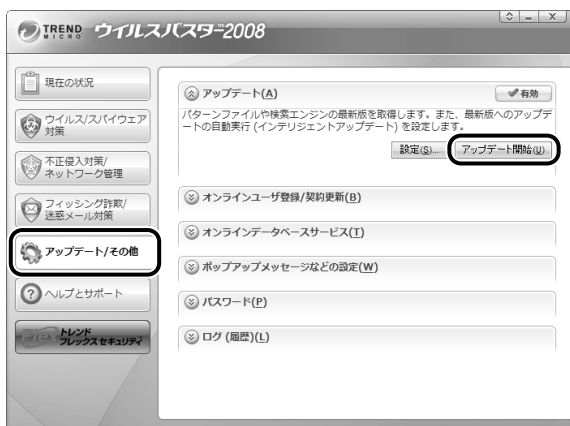 TREND MICRO ウイルスバスター™2008
現在の状況
ウイルス/スパイウェア
対策
不正侵入対策/
ネットワーク管理
フィッシング詐欺/
迷惑メール対策
アップデート/その他
ヘルプとサポート
Flex トレンド
フレックス セキュリティ
アップデート(A)
有効
パターンファイルや検索エンジンの最新版を取得します。また、最新版へのアップデ
ートの自動実行 (インテリジェントアップデート) を設定します。
設定(S)...
アップデート開始(U)
オンラインユーザ登録/契約更新(B)
オンラインデータベースサービス(T)
ポップアップメッセージなどの設定(W)
パスワード(P)
ログ (履歴)(L)